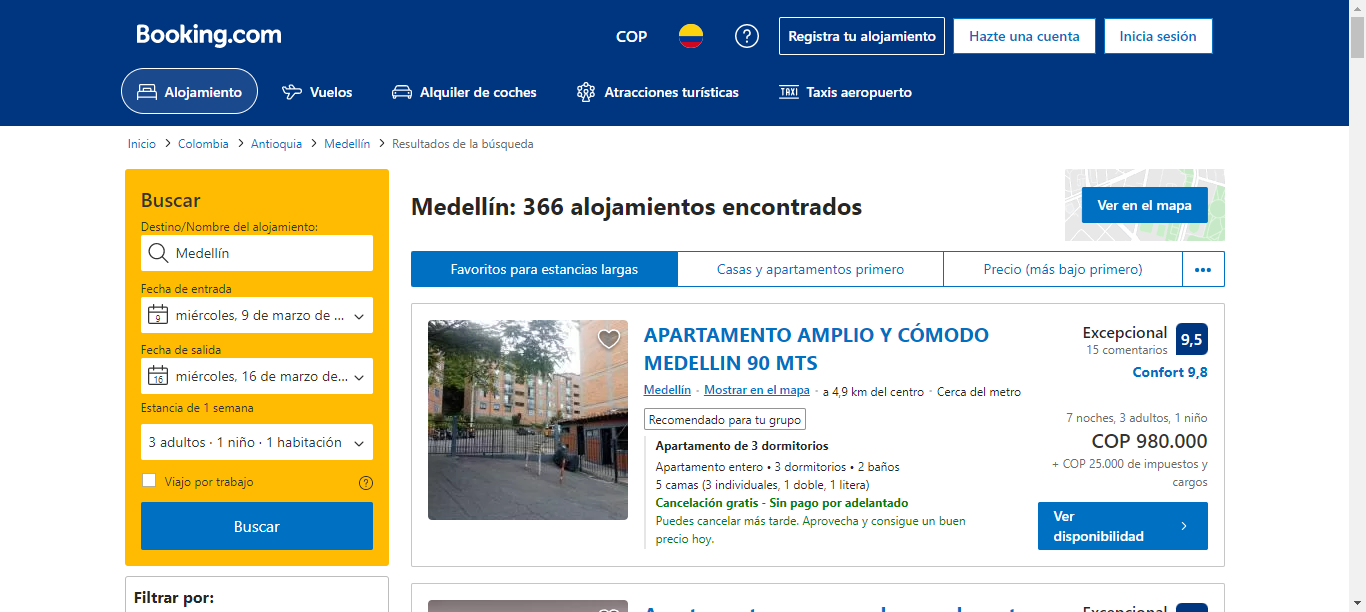 Booking.com
COP
Registra tu alojamiento
Hazte una cuenta
Inicia sesión
Alojamiento
Vuelos
Alquiler de coches
Atracciones turísticas
TAXI Taxis aeropuerto
Inicio > Colombia > Antioquia > Medellín > Resultados de la búsqueda
Buscar
Destino/Nombre del alojamiento:
Medellín
Fecha de entrada
9 miércoles, 9 de marzo de ...
Fecha de salida
16 miércoles, 16 de marzo de...
Estancia de 1 semana
3 adultos · 1 niño · 1 habitación
Viajo por trabajo
Buscar
Filtrar por:
Medellín: 366 alojamientos encontrados
Ver en el mapa
Favoritos para estancias largas
Casas y apartamentos primero
Precio (más bajo primero)
APARTAMENTO AMPLIO Y CÓMODO
MEDELLIN 90 MTS
Medellín · Mostrar en el mapa · a 4,9 km del centro · Cerca del metro
Recomendado para tu grupo
Apartamento de 3 dormitorios
Apartamento entero • 3 dormitorios • 2 baños
5 camas (3 individuales, 1 doble, 1 litera)
Cancelación gratis - Sin pago por adelantado
Puedes cancelar más tarde. Aprovecha y consigue un buen
precio hoy.
Excepcional
15 comentarios
9,5
Confort 9,8
7 noches, 3 adultos, 1 niño
COP 980.000
+ COP 25.000 de impuestos y
cargos
Ver
disponibilidad
Excepcional